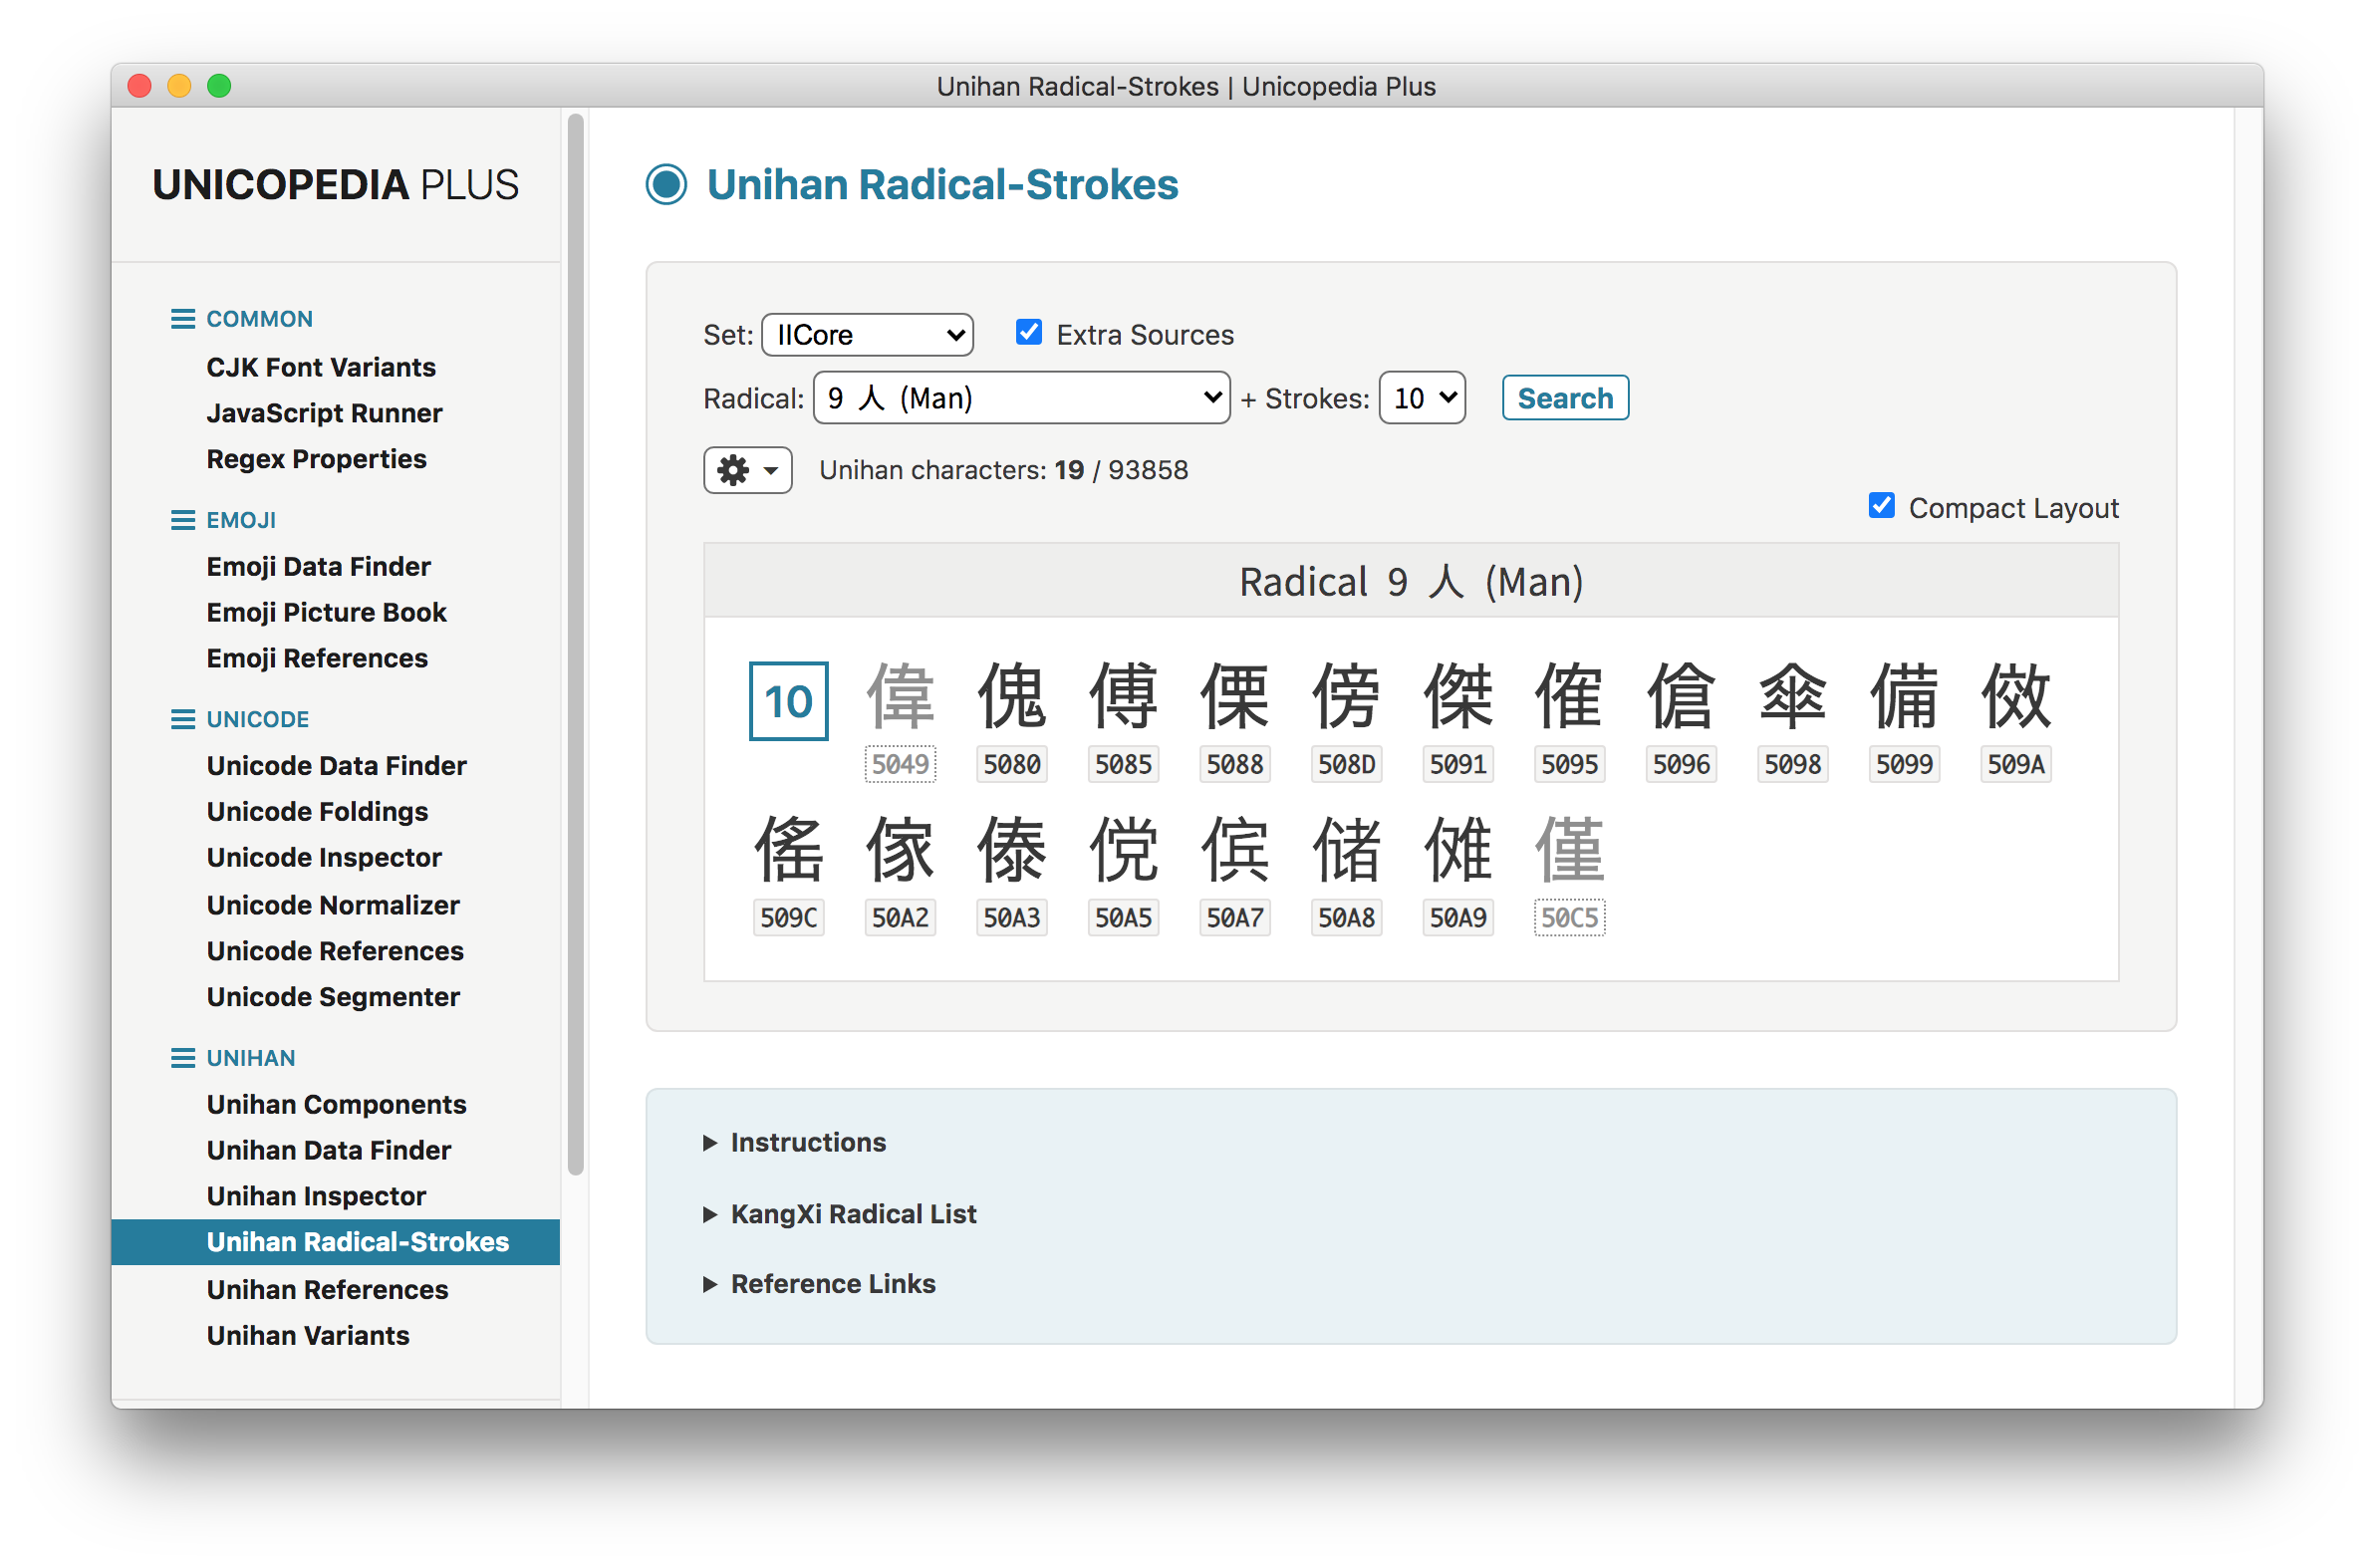 Unihan Radical-Strokes | Unicopedia Plus
UNICOPEDIA PLUS
COMMON
CJK Font Variants
JavaScript Runner
Regex Properties
EMOJI
Emoji Data Finder
Emoji Picture Book
Emoji References
UNICODE
Unicode Data Finder
Unicode Foldings
Unicode Inspector
Unicode Normalizer
Unicode References
Unicode Segmenter
UNIHAN
Unihan Components
Unihan Data Finder
Unihan Inspector
Unihan Radical-Strokes
Unihan References
Unihan Variants
Unihan Radical-Strokes
Set: IICore Extra Sources
Radical: 9 人 (Man) + Strokes: 10 Search
Unihan characters: 19 / 93858
Compact Layout
Radical 9 人 (Man)
10 偉 傀 傅 傈 傍 傑 傕 傖 傘 備 傚
5049 5080 5085 5088 508D 5091 5095 5096 5098 5099 509A
傜 傢 傣 傥 傧 储 傩 僅
509C 50A2 50A3 50A5 50A7 50A8 50A9 50C5
Instructions
KangXi Radical List
Reference Links